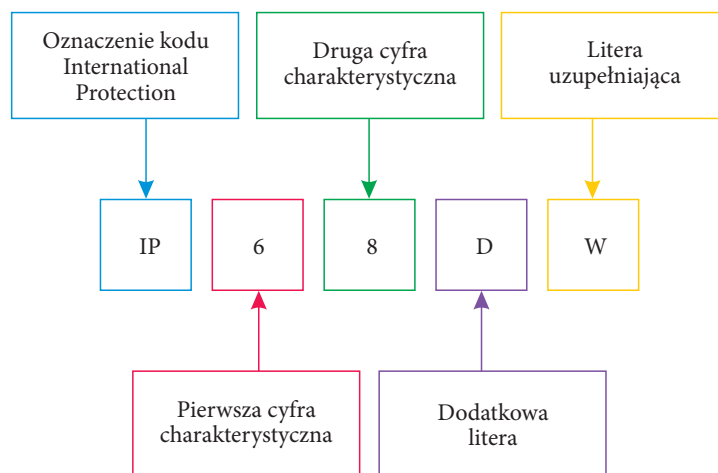 Oznaczenie kodu
International
Protection
Druga cyfra
charakterystyczna
Litera
uzupełniająca
IP
6
8
D
W
Pierwsza cyfra
charakterystyczna
Dodatkowa
litera